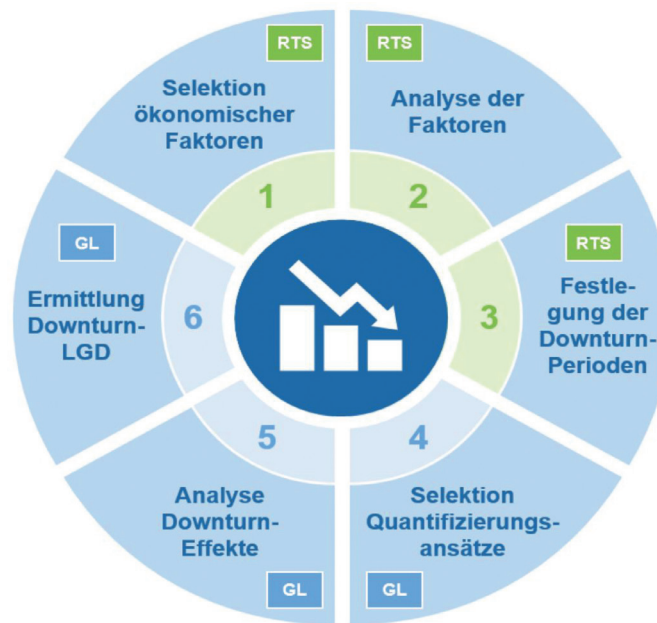 RTS
Selektion
ökonomischer
Faktoren
1
RTS
Analyse der
Faktoren
2
RTS
Festle-
gung der
Downturn-
Perioden
3
4
Selektion
Quantifizierungs-
ansätze
GL
5
Analyse
Downturn-
Effekte
GL
GL
Ermittlung
Downturn-
LGD
6